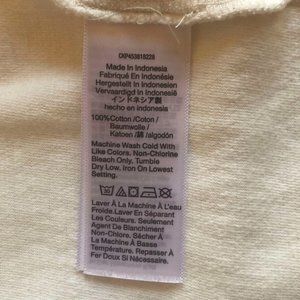 CKP453818228
Made In Indonesia
Fabriqué En Indonésie
Hergestellt In Indonesien
Vervaardigd In Indonesië
インドネシア製
hecho en indonesia
100%Cotton /Coton /
Baumwolle /
Katoen /綿 /algodón
Machine Wash Cold With
Like Colors. Non-Chlorine
Bleach Only, Tumble
Dry Low, Iron On Lowest
Setting.
Laver À La Machine À L'eau
Froide.Laver En Séparant
Les Couleurs. Seulement
Agent De Blanchiment
Non-Chlore. Sécher À
La Machine À Basse
Température. Repasser À
Fer Doux Si Nécessaire.